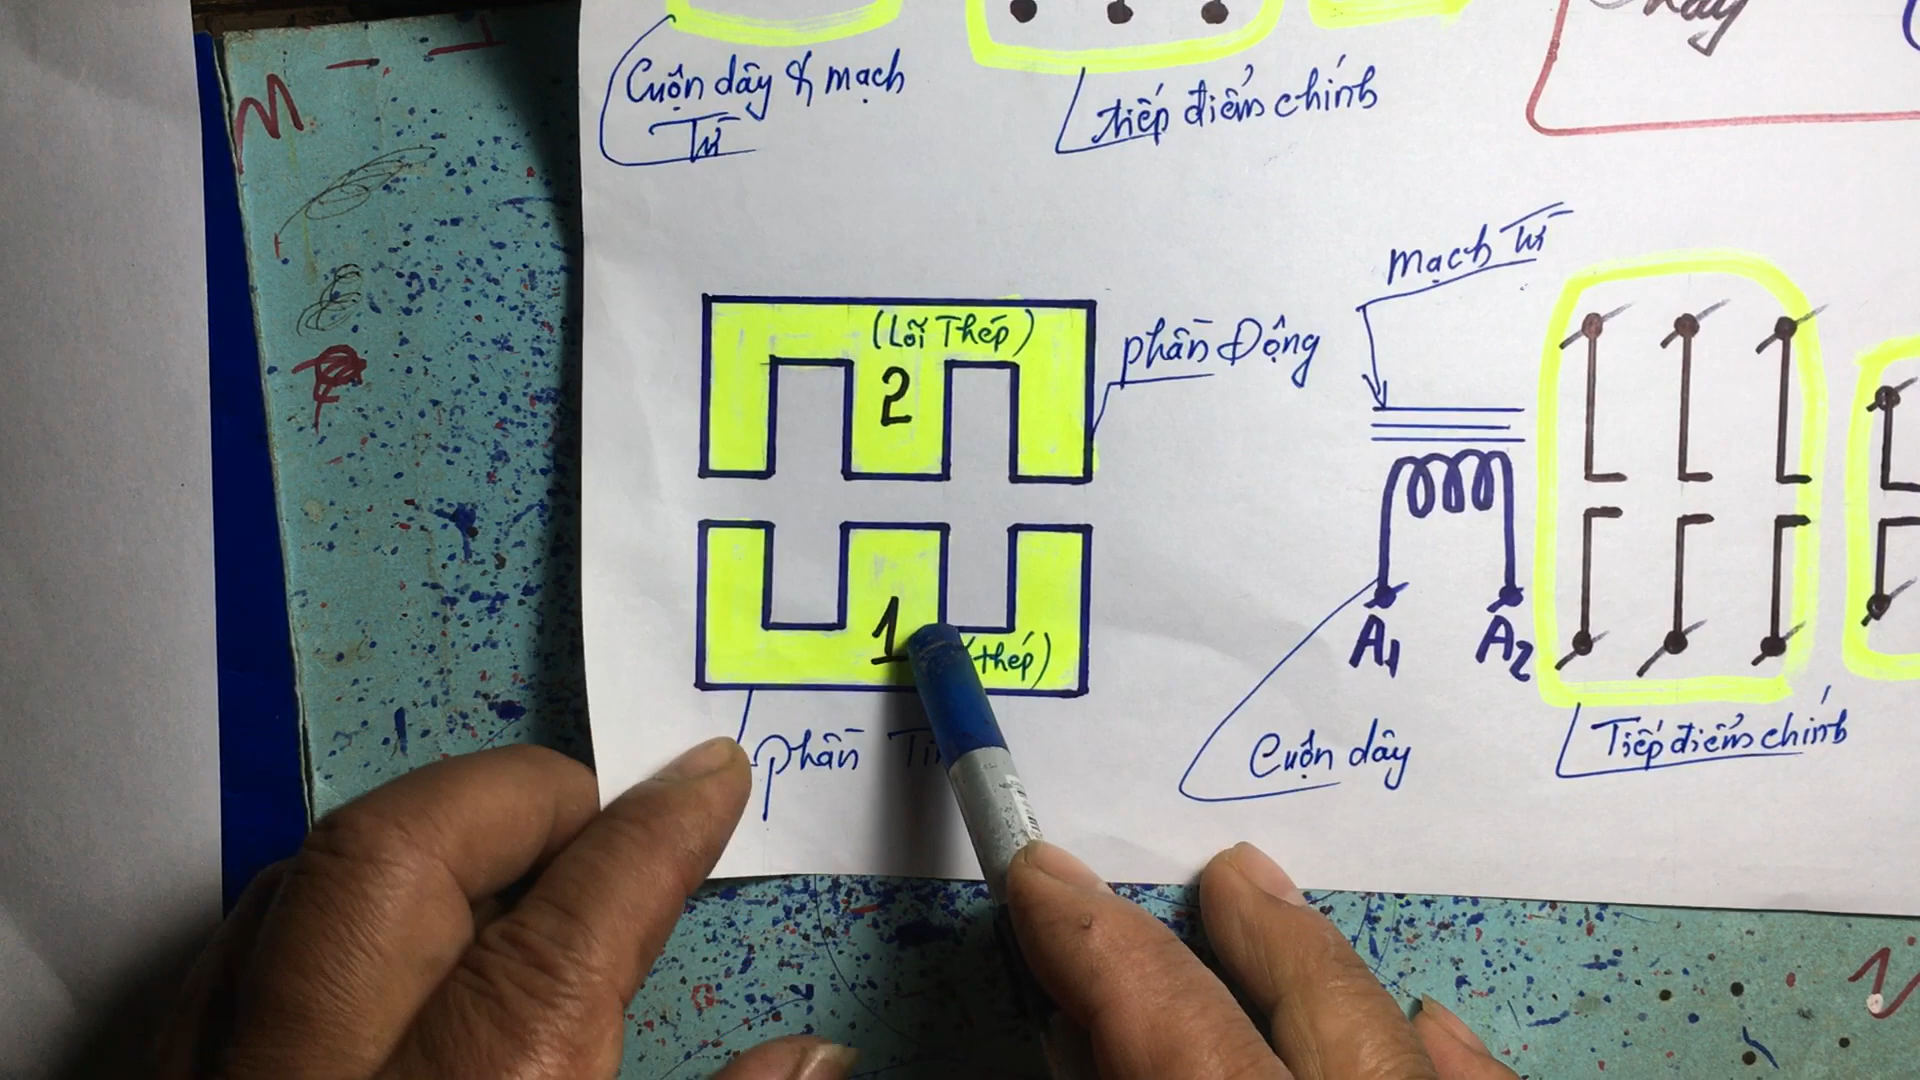 Cuộn dây & mạch
Từ
tiếp điểm chính
mạch Từ
(Lõi Thép)
2
phần Động
1
thép)
phần
A1
A2
Cuộn dây
Tiếp điểm chính